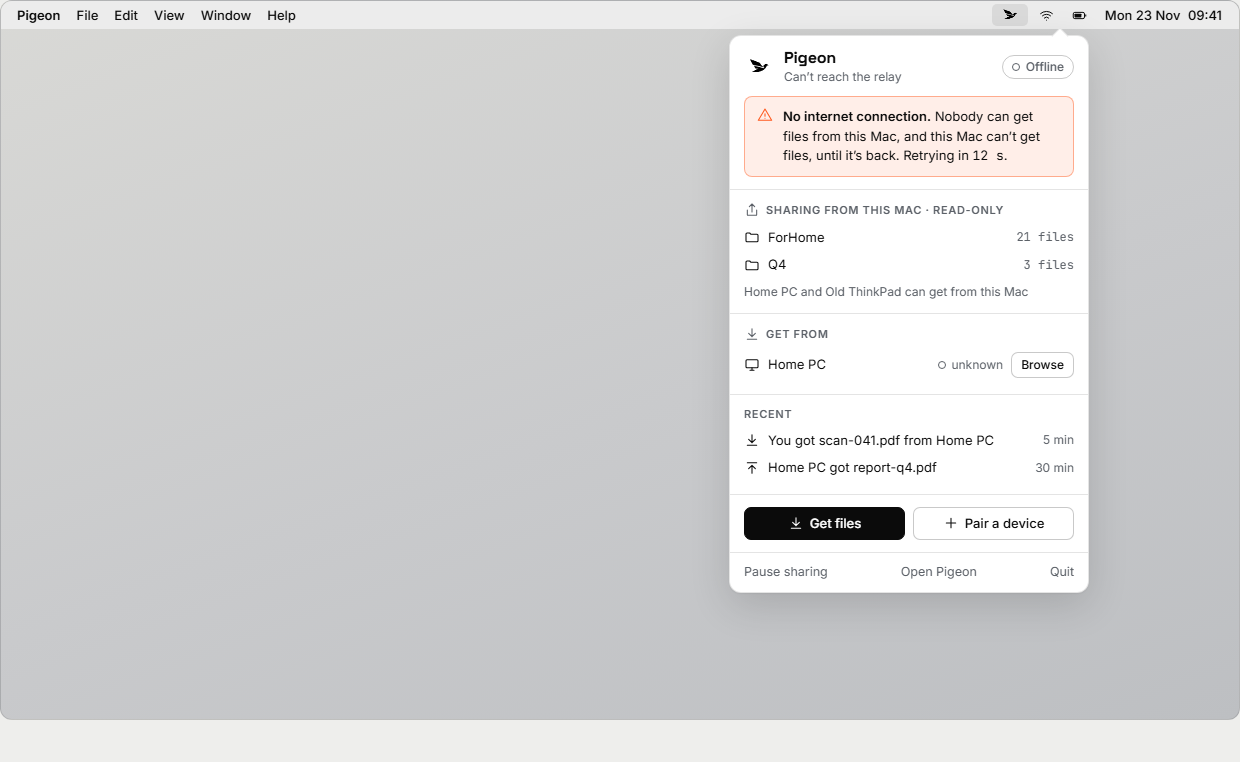 Pigeon File Edit View Window Help Mon 23 Nov 09:41
Pigeon
Can’t reach the relay
Offline
No internet connection. Nobody can get
files from this Mac, and this Mac can’t get
files, until it’s back. Retrying in 12 s.
SHARING FROM THIS MAC · READ-ONLY
ForHome 21 files
Q4 3 files
Home PC and Old ThinkPad can get from this Mac
GET FROM
Home PC unknown Browse
RECENT
You got scan-041.pdf from Home PC 5 min
Home PC got report-q4.pdf 30 min
Get files Pair a device
Pause sharing Open Pigeon Quit